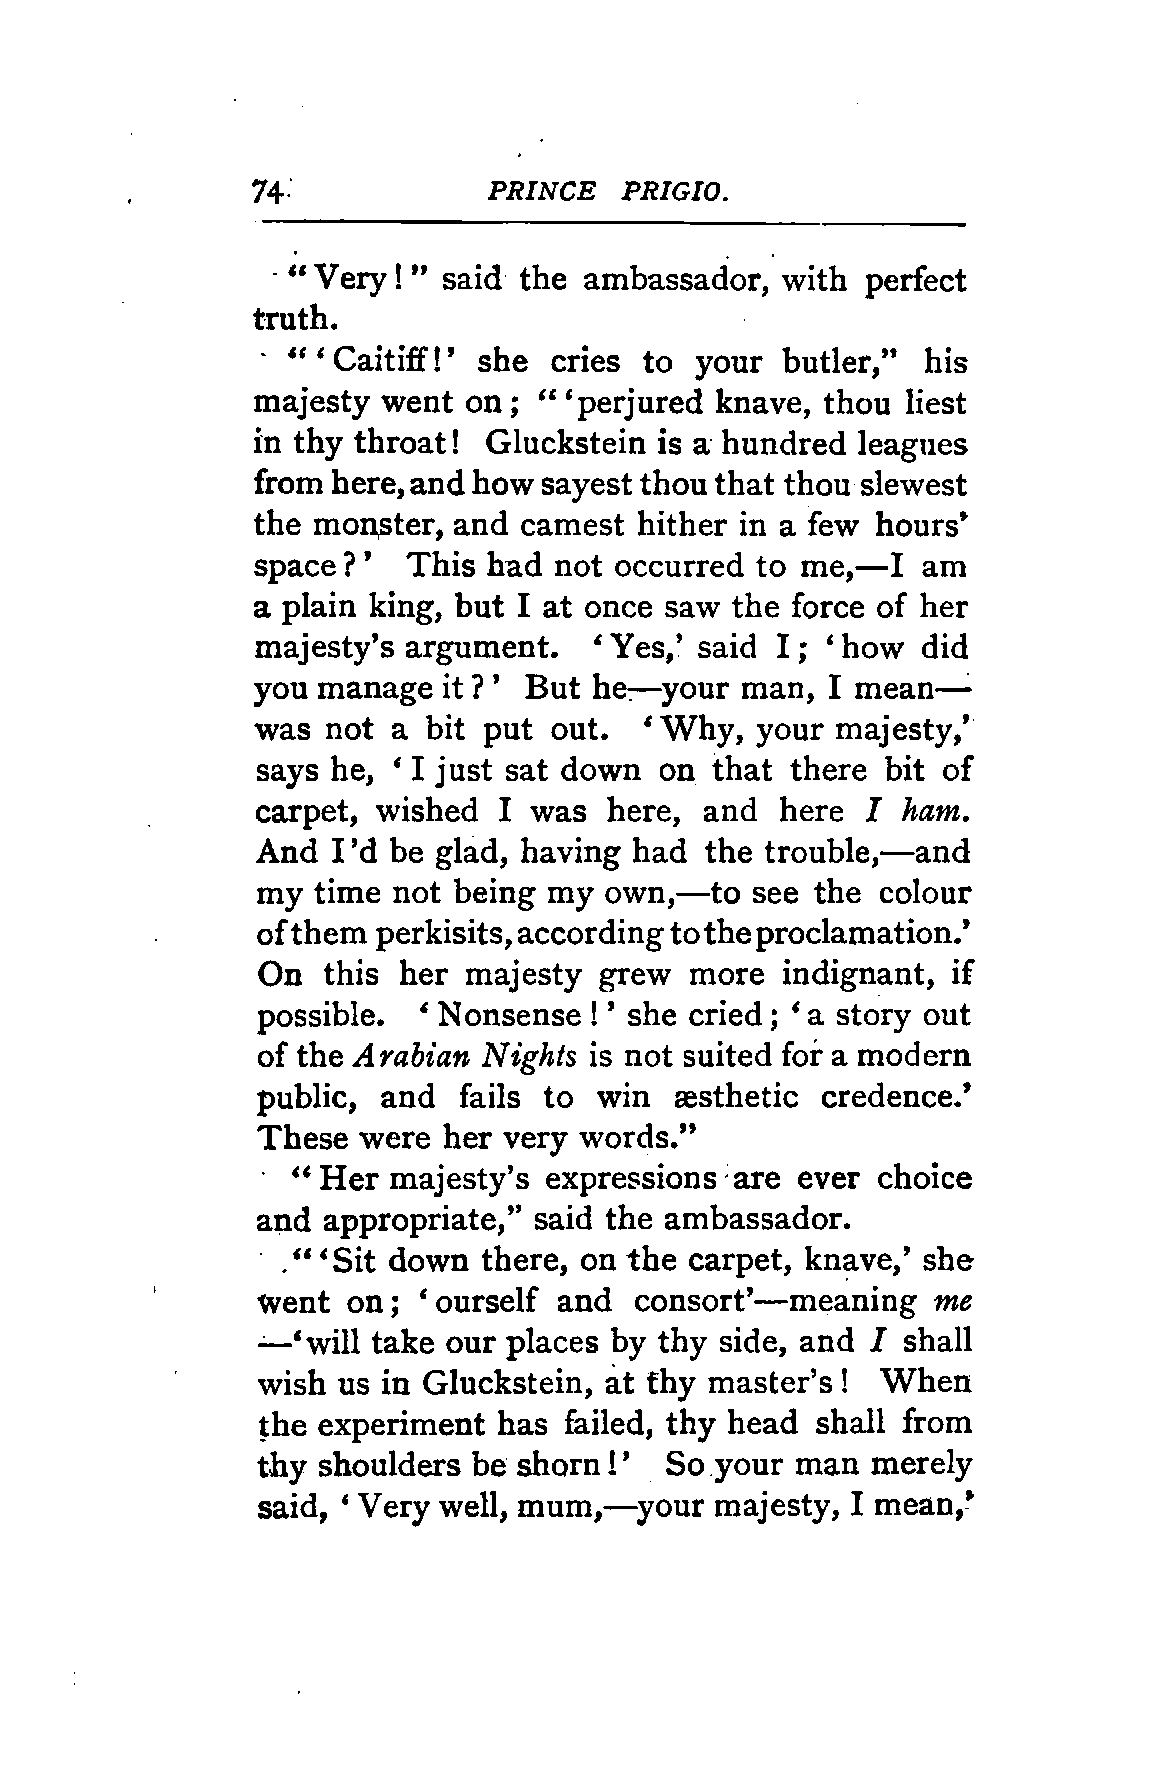 74 PRINCE PRIGIO.
"Very!" said the ambassador, with perfect
truth.
"'Caitiff!' she cries to your butler," his
majesty went on; "'perjured knave, thou liest
in thy throat! Gluckstein is a hundred leagues
from here, and how sayest thou that thou slewest
the monster, and camest hither in a few hours'
space?' This had not occurred to me,—I am
a plain king, but I at once saw the force of her
majesty's argument. 'Yes,' said I; 'how did
you manage it?' But he—your man, I mean—
was not a bit put out. 'Why, your majesty,'
says he, 'I just sat down on that there bit of
carpet, wished I was here, and here I ham.
And I'd be glad, having had the trouble,—and
my time not being my own,—to see the colour
of them perkisits, according to the proclamation.'
On this her majesty grew more indignant, if
possible. 'Nonsense!' she cried; 'a story out
of the Arabian Nights is not suited for a modern
public, and fails to win æsthetic credence.'
These were her very words."
"Her majesty's expressions are ever choice
and appropriate," said the ambassador.
"'Sit down there, on the carpet, knave,' she
went on; 'ourself and consort'—meaning me
—'will take our places by thy side, and I shall
wish us in Gluckstein, at thy master's! When
the experiment has failed, thy head shall from
thy shoulders be shorn!' So your man merely
said, 'Very well, mum,—your majesty, I mean,'